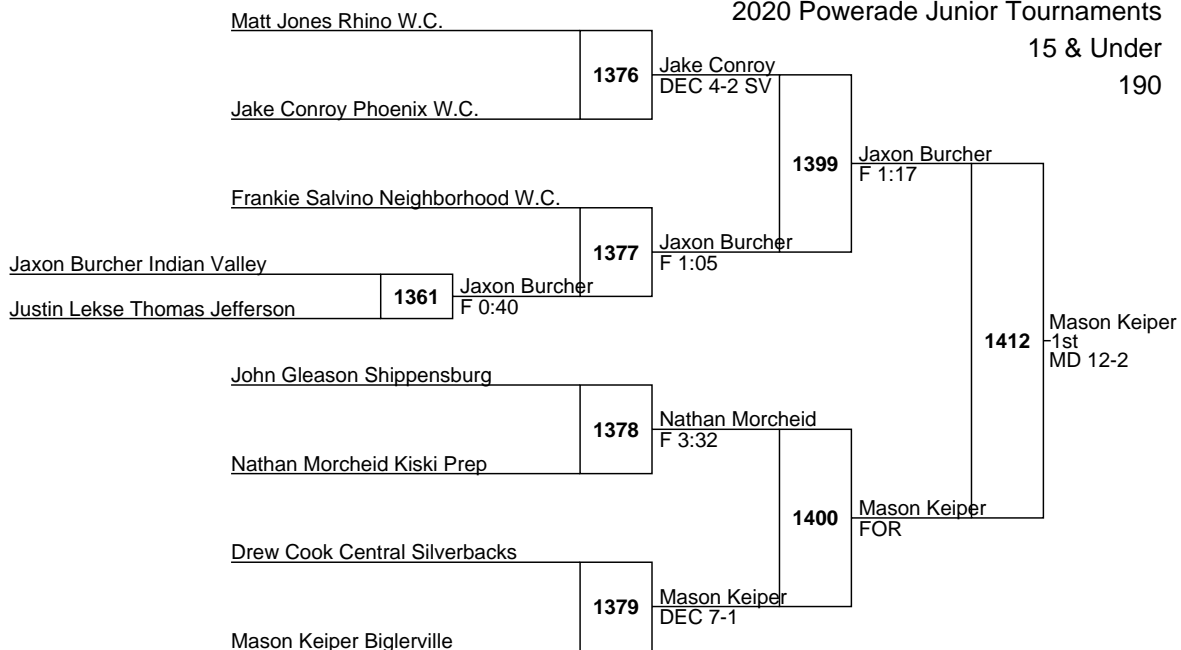 2020 Powerade Junior Tournaments
15 & Under
190
Matt Jones Rhino W.C.
1376
Jake Conroy
DEC 4-2 SV
Jake Conroy Phoenix W.C.
1399
Jaxon Burcher
F 1:17
Frankie Salvino Neighborhood W.C.
1377
Jaxon Burcher
F 1:05
Jaxon Burcher Indian Valley
1361
Jaxon Burcher
F 0:40
Justin Lekse Thomas Jefferson
1412
Mason Keiper
1st
MD 12-2
John Gleason Shippensburg
1378
Nathan Morcheid
F 3:32
Nathan Morcheid Kiski Prep
1400
Mason Keiper
FOR
Drew Cook Central Silverbacks
1379
Mason Keiper
DEC 7-1
Mason Keiper Biglerville